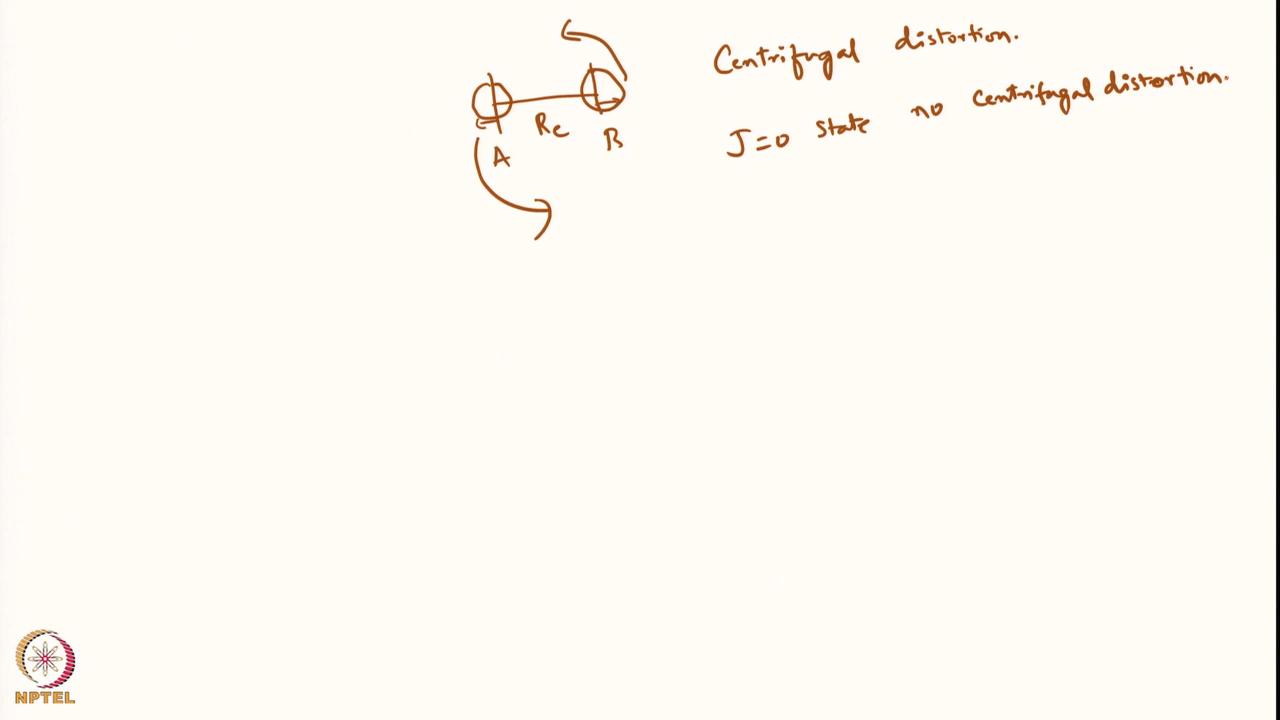 Centrifugal distortion.
J=0 state no centrifugal distortion.
Re
A
B
NPTEL